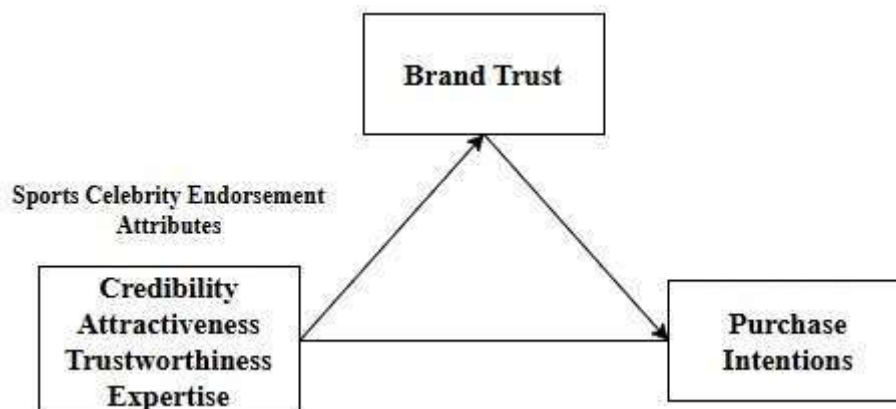 Brand Trust
Sports Celebrity Endorsement
Attributes
Credibility
Attractiveness
Trustworthiness
Expertise
Purchase
Intentions